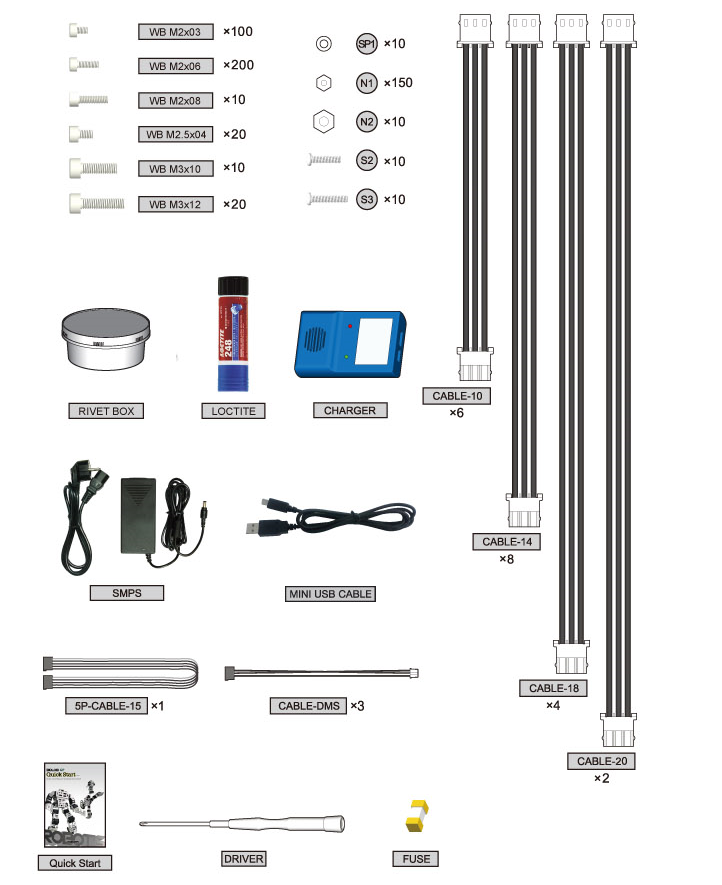 WB M2x03 ×100
WB M2x06 ×200
WB M2x08 ×10
WB M2.5x04 ×20
WB M3x10 ×10
WB M3x12 ×20
SP1 ×10
N1 ×150
N2 ×10
S2 ×10
S3 ×10
LOCTITE
248
RIVET BOX
LOCTITE
CHARGER
CABLE-10
×6
CABLE-14
×8
SMPS
MINI USB CABLE
5P-CABLE-15 ×1
CABLE-DMS ×3
CABLE-18
×4
CABLE-20
×2
Quick Start
ROBOTIS
Quick Start
DRIVER
FUSE